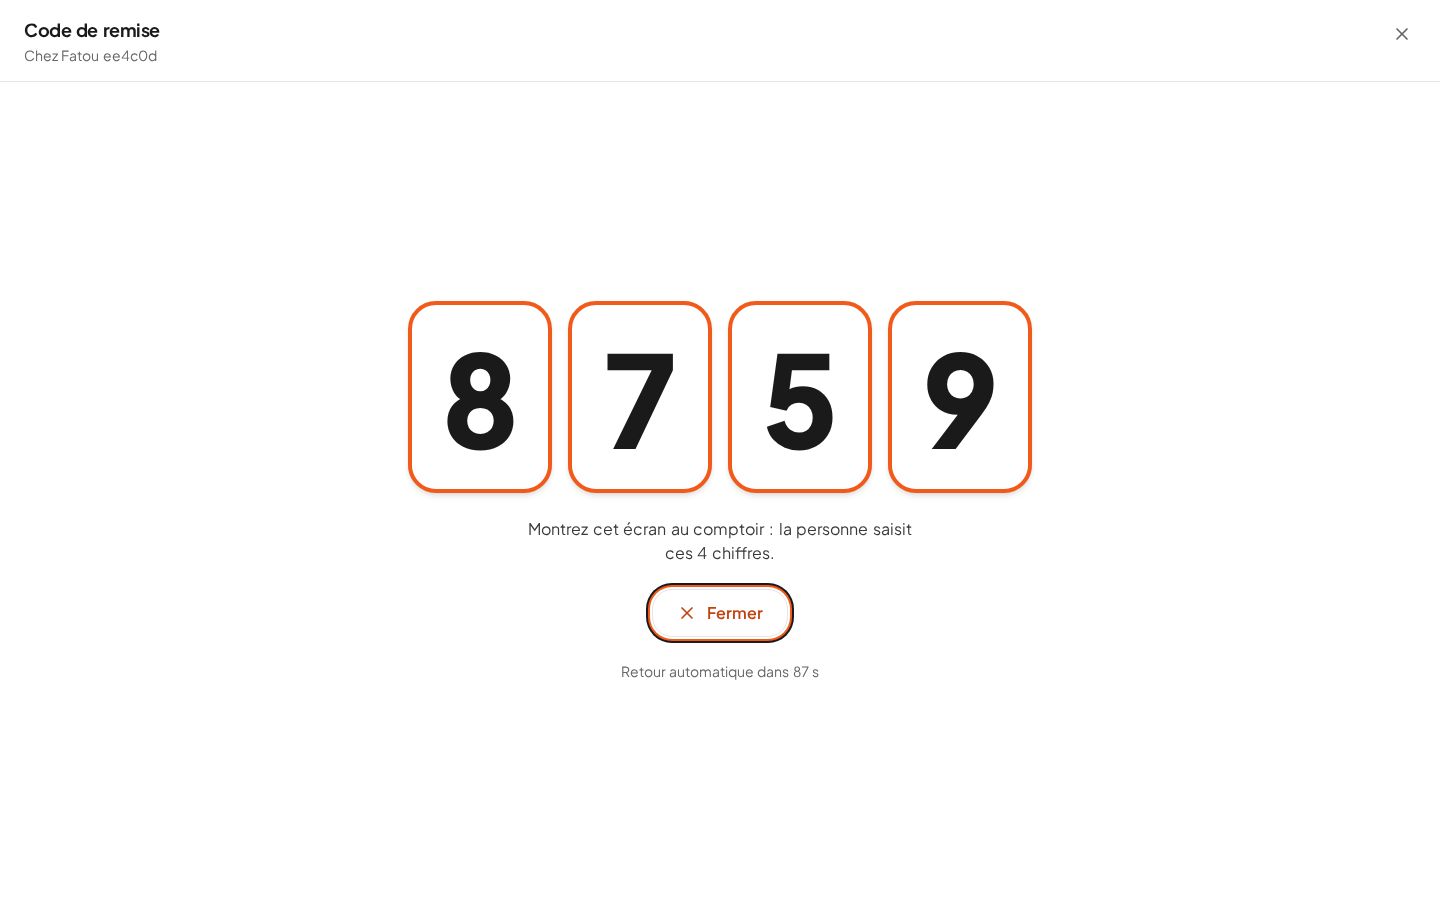 Code de remise
Chez Fatou ee4c0d
8 7 5 9
Montrez cet écran au comptoir : la personne saisit
ces 4 chiffres.
Fermer
Retour automatique dans 87 s